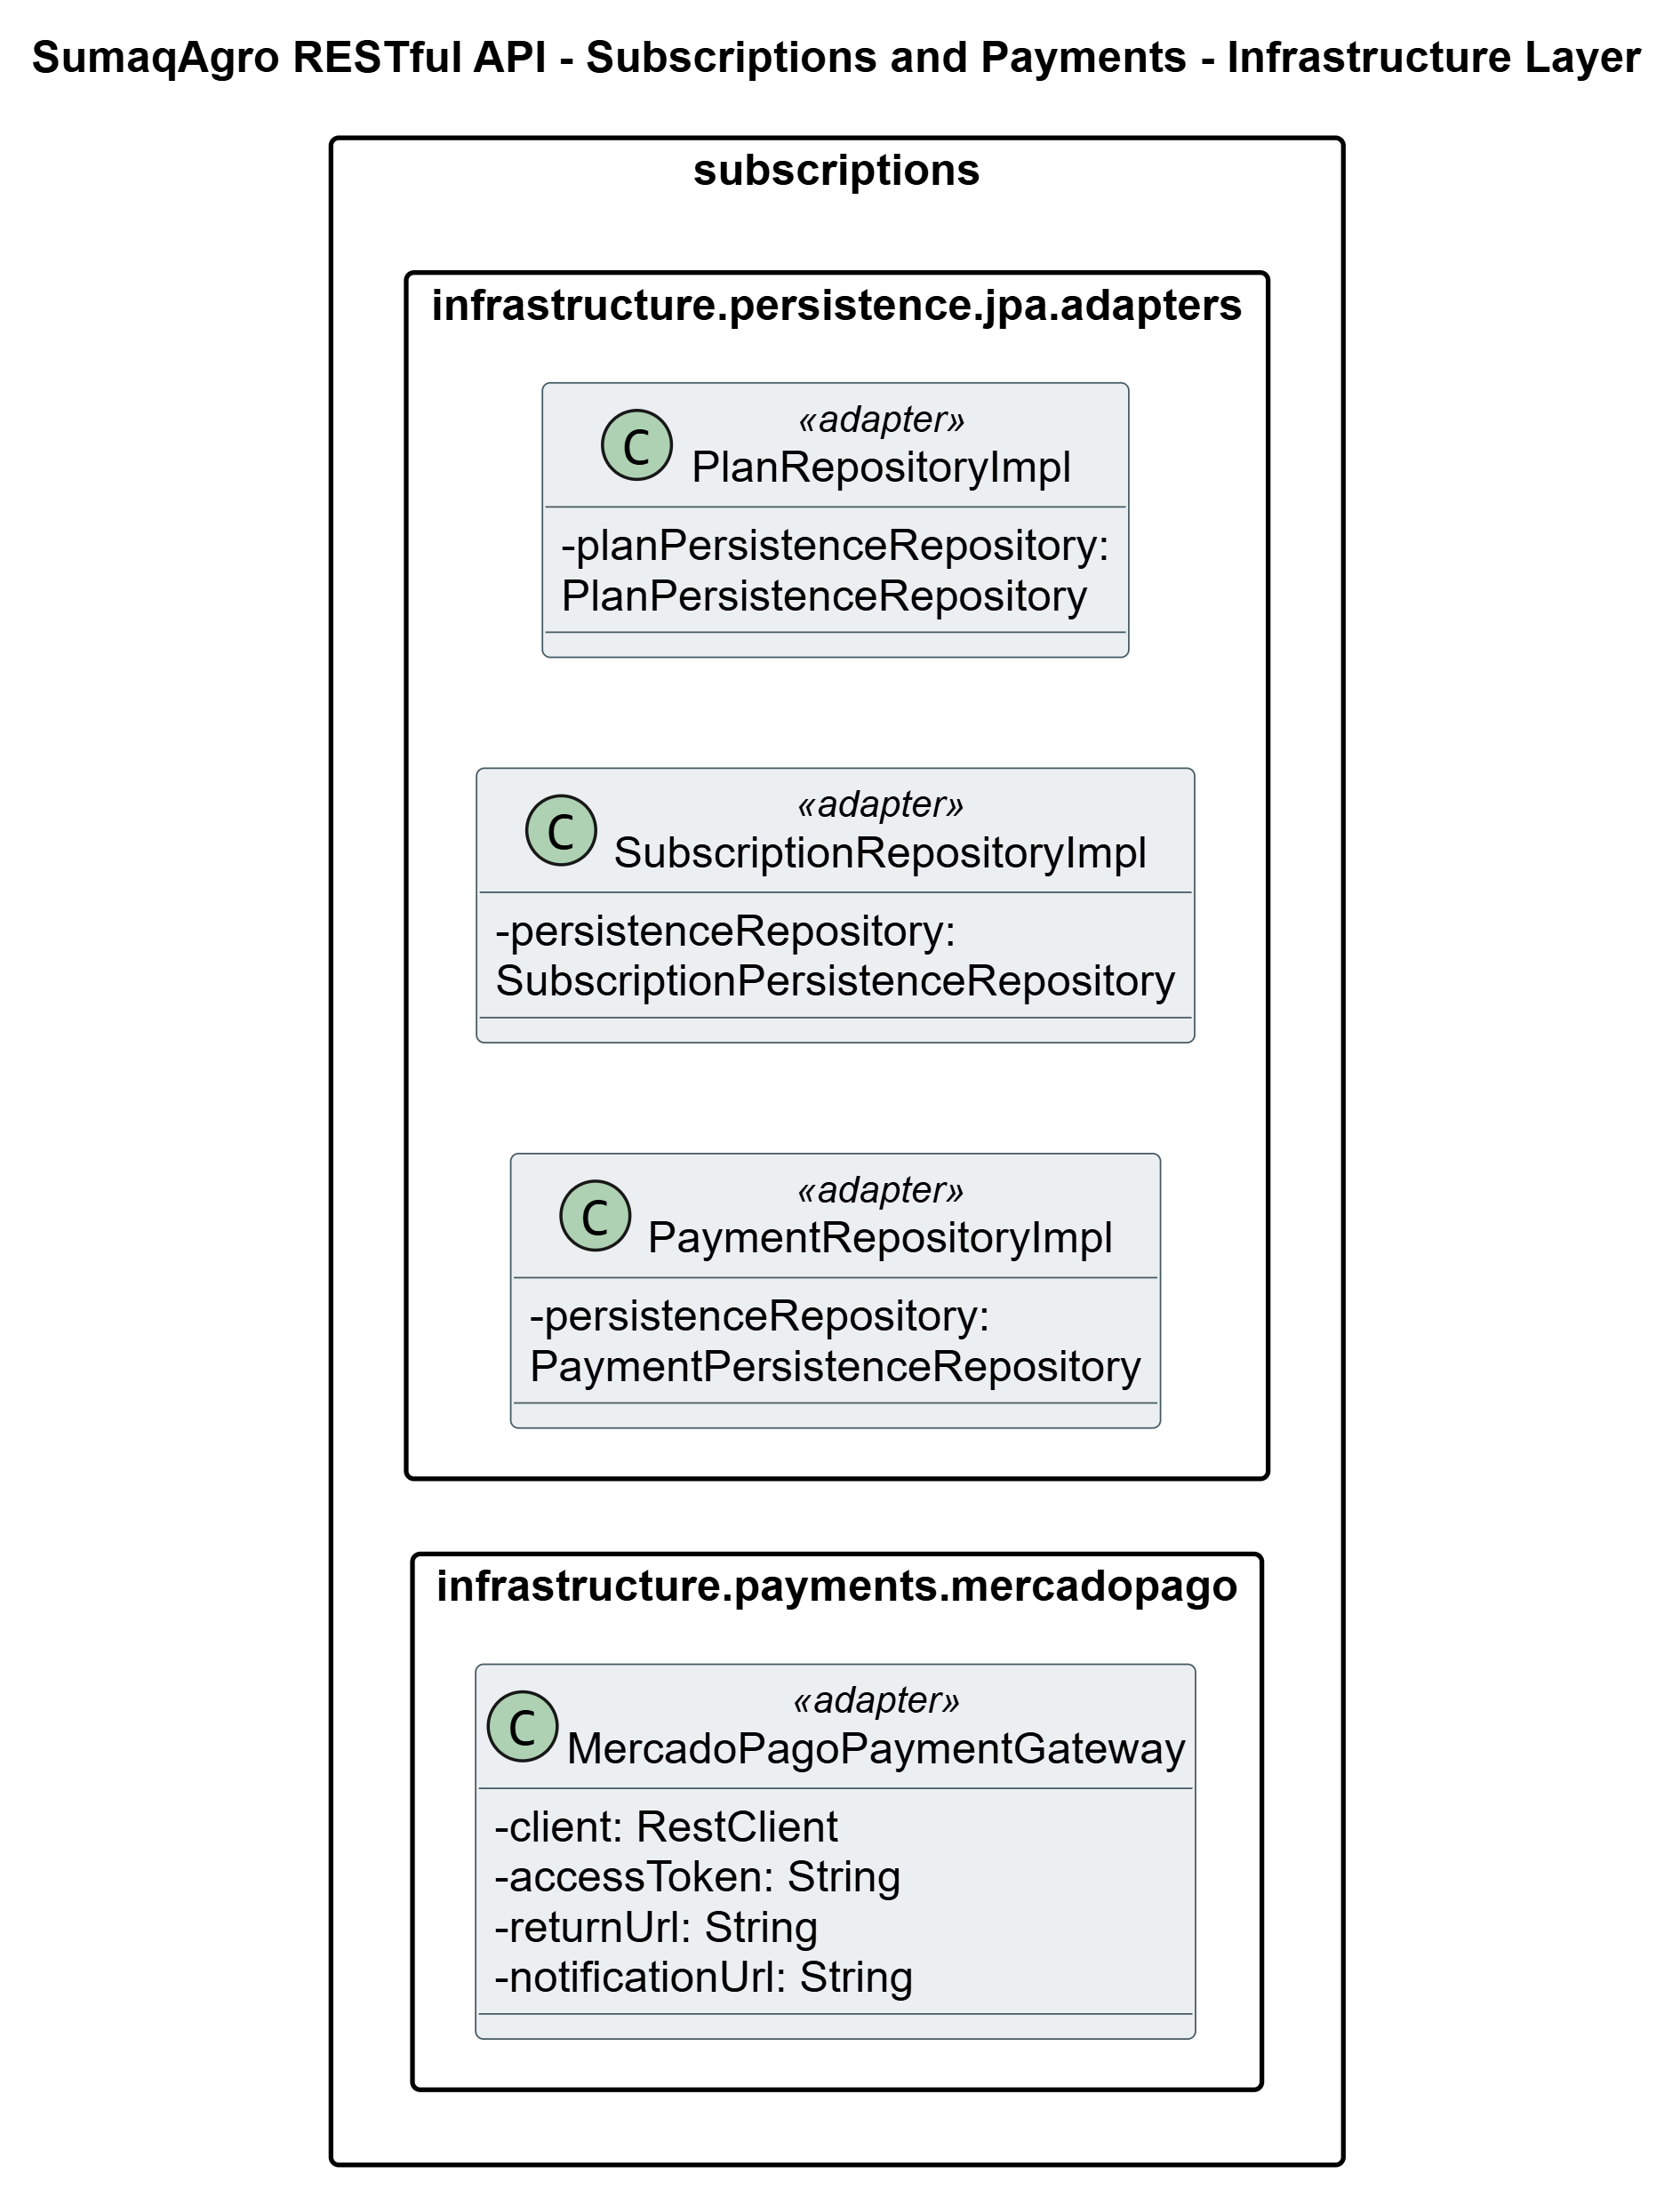 SumaqAgro RESTful API - Subscriptions and Payments - Infrastructure Layer
subscriptions
infrastructure.persistence.jpa.adapters
C
«adapter»
PlanRepositoryImpl
-planPersistenceRepository:
PlanPersistenceRepository
C
«adapter»
SubscriptionRepositoryImpl
-persistenceRepository:
SubscriptionPersistenceRepository
C
«adapter»
PaymentRepositoryImpl
-persistenceRepository:
PaymentPersistenceRepository
infrastructure.payments.mercadopago
C
«adapter»
MercadoPagoPaymentGateway
-client: RestClient
-accessToken: String
-returnUrl: String
-notificationUrl: String